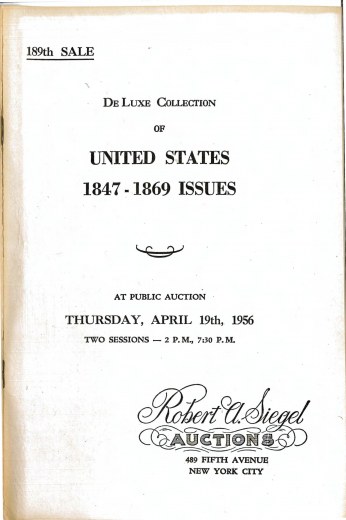 189th SALE
De Luxe Collection
OF
UNITED STATES
1847 - 1869 ISSUES
AT PUBLIC AUCTION
THURSDAY, APRIL 19th, 1956
TWO SESSIONS — 2 P.M., 7:30 P.M.
Robert A. Siegel
AUCTIONS
489 FIFTH AVENUE
NEW YORK CITY